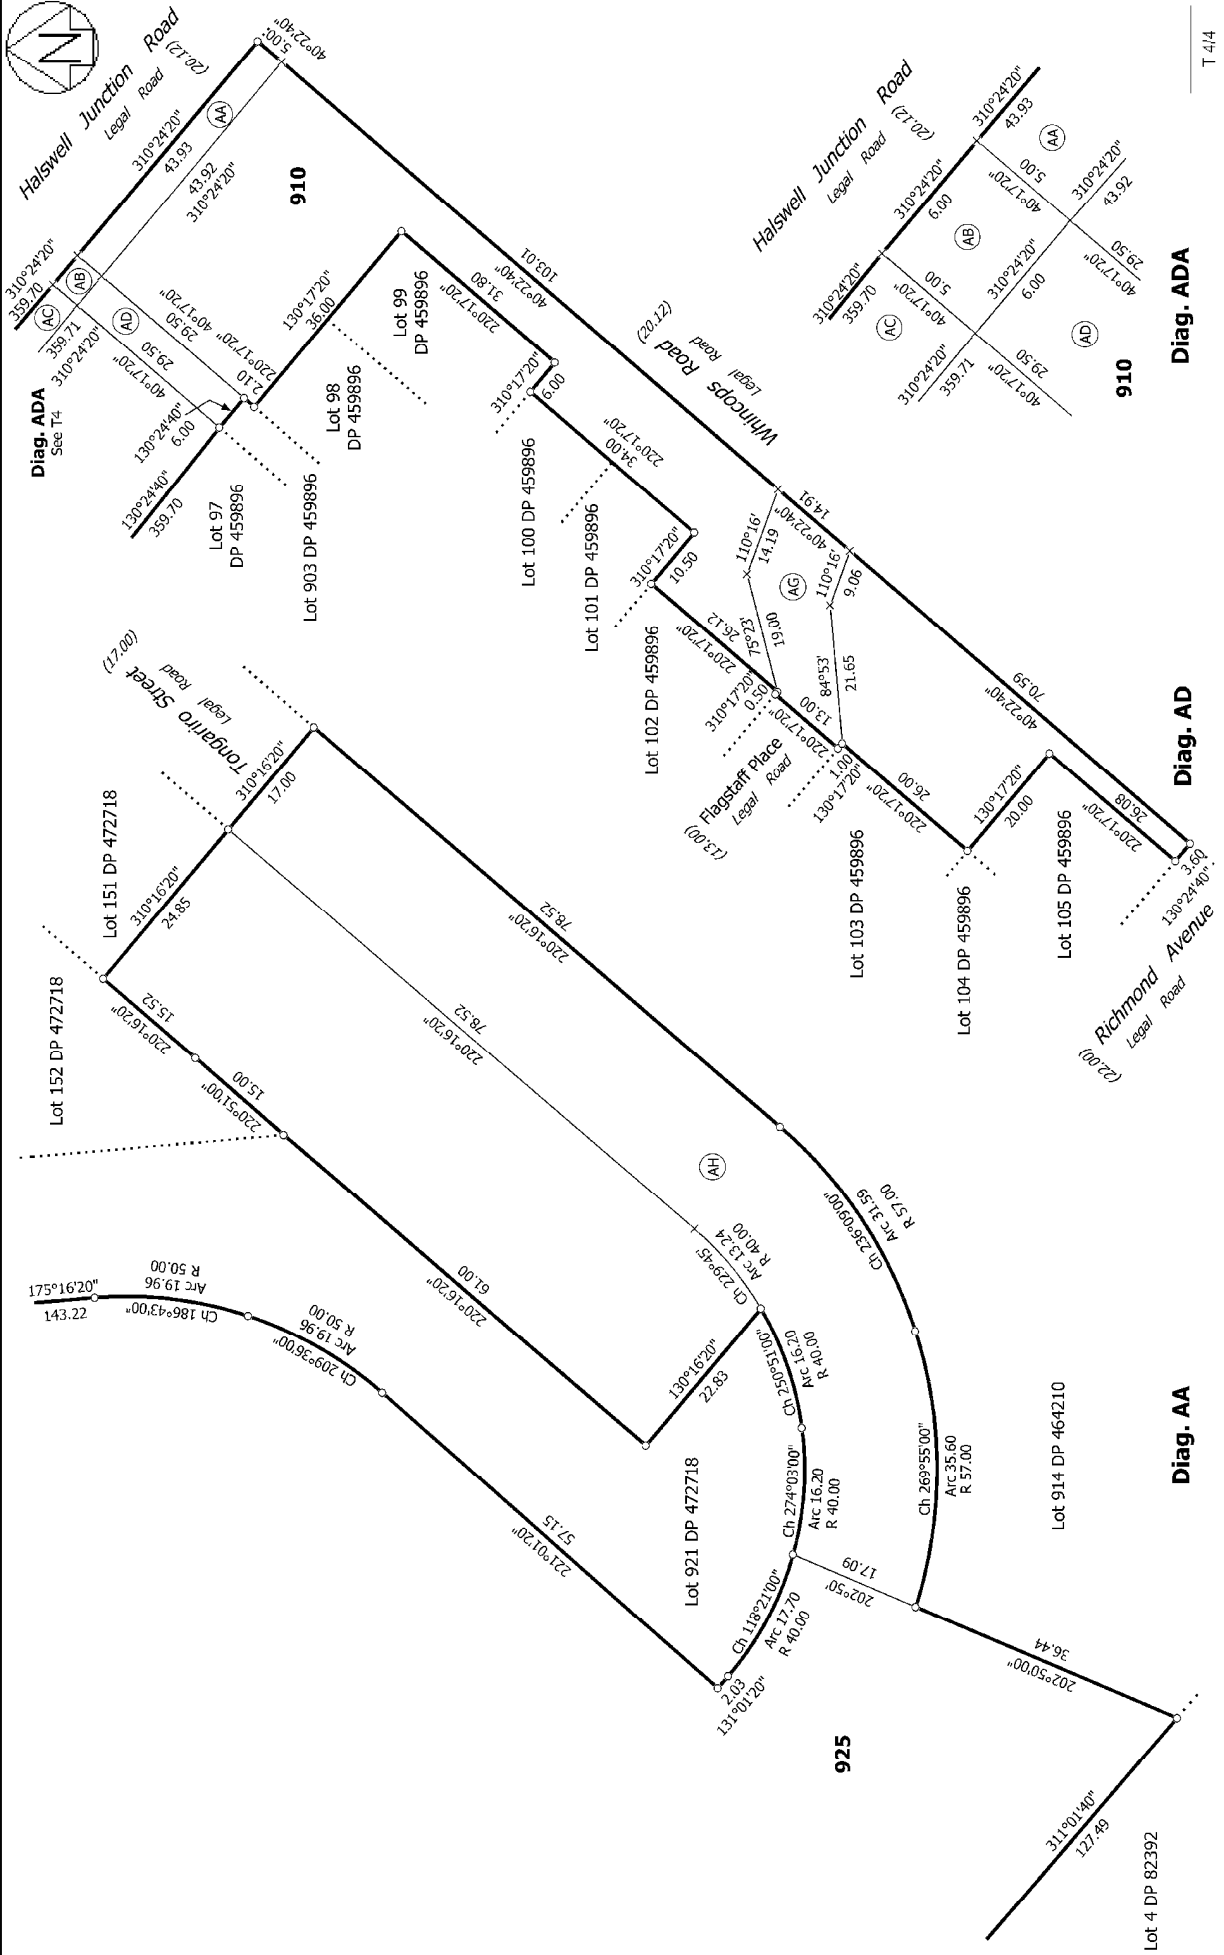 N
Halswell Junction Road
Legal Road (20.12)
310°24'20"
359.70
310°24'20"
310°24'20"
43.93
5.00
40°22'40"
AC
AB
AA
359.71
310°24'20"
43.92
310°24'20"
AD
40°17'20"
29.50
29.50
40°17'20"
910
Diag. ADA
See T4
130°24'40"
6.00
220°17'20"
2.10
130°24'40"
359.70
130°17'20"
36.00
Lot 97
DP 459896
Lot 903 DP 459896
Lot 98
DP 459896
Lot 99
DP 459896
220°17'20"
31.80
40°22'40"
103.01
310°17'20"
6.00
Whincops Road
Legal Road
(20.12)
Lot 100 DP 459896
220°17'20"
34.00
Lot 101 DP 459896
310°17'20"
10.50
Lot 102 DP 459896
220°17'20"
26.12
75°23'
19.00
110°16'
14.19
40°22'40"
14.91
AG
110°16'
9.06
84°53'
21.65
310°17'20"
0.50
220°17'20"
13.00
Flagstaff Place
Legal Road
(13.00)
1.00
130°17'20"
220°17'20"
26.00
40°22'40"
70.59
Lot 103 DP 459896
130°17'20"
20.00
Lot 104 DP 459896
220°17'20"
26.08
Lot 105 DP 459896
3.60
130°24'40"
Richmond Avenue
Legal Road
(22.00)
Diag. AD
Halswell Junction Road
Legal Road
(20.12)
310°24'20"
359.70
310°24'20"
6.00
310°24'20"
43.93
AC
40°17'20"
5.00
AB
40°17'20"
5.00
AA
310°24'20"
359.71
310°24'20"
6.00
310°24'20"
43.92
29.50
40°17'20"
AD
29.50
40°17'20"
910
Diag. ADA
T 4/4
Tongariro Street
Legal Road
(17.00)
Lot 152 DP 472718
Lot 151 DP 472718
310°16'20"
24.85
310°16'20"
17.00
220°16'20"
15.52
220°51'00"
15.00
220°16'20"
61.00
220°16'20"
78.52
220°16'20"
78.52
AH
175°16'20"
143.22
Ch 186°43'00"
Arc 19.96
R 50.00
Ch 209°36'00"
Arc 19.96
R 50.00
221°01'20"
57.15
130°16'20"
22.83
Ch 229°45'
Arc 13.24
R 40.00
Ch 236°09'00"
Arc 31.59
R 57.00
Ch 250°51'00"
Arc 16.20
R 40.00
Ch 274°03'00"
Arc 16.20
R 40.00
Lot 921 DP 472718
Ch 118°21'00"
Arc 17.70
R 40.00
2.03
131°01'20"
202°50'
17.09
Ch 269°55'00"
Arc 35.60
R 57.00
Lot 914 DP 464210
202°50'00"
36.44
925
311°01'40"
127.49
Lot 4 DP 82392
Diag. AA